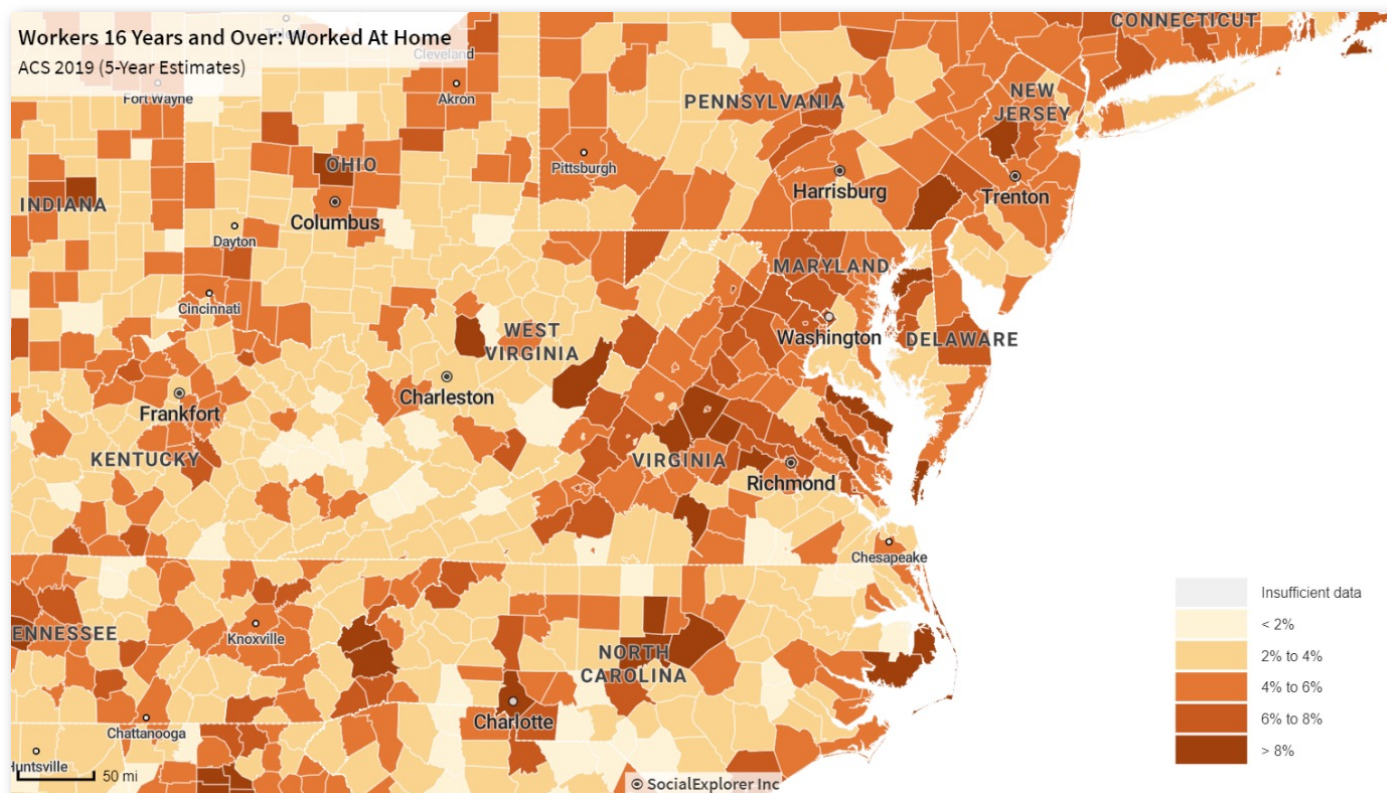 Workers 16 Years and Over: Worked At Home
ACS 2019 (5-Year Estimates)
CONNECTICUT
Cleveland
Fort Wayne
Akron
PENNSYLVANIA
NEW
JERSEY
Pittsburgh
OHIO
Harrisburg
Trenton
INDIANA
Columbus
Dayton
MARYLAND
Cincinnati
WEST
VIRGINIA
Washington
DELAWARE
Charleston
Frankfort
KENTUCKY
VIRGINIA
Richmond
Chesapeake
ENNESSEE
Knoxville
NORTH
CAROLINA
Charlotte
Chattanooga
Huntsville
50 mi
© SocialExplorer Inc
Insufficient data
< 2%
2% to 4%
4% to 6%
6% to 8%
> 8%